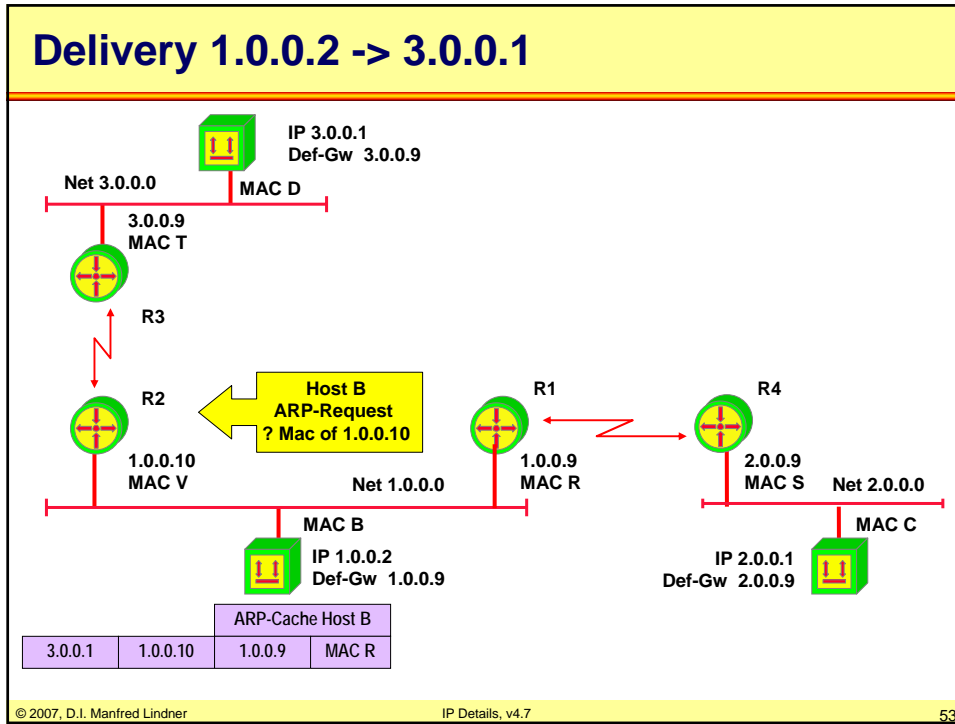 Delivery 1.0.0.2 -> 3.0.0.1
IP 3.0.0.1
Def-Gw 3.0.0.9
Net 3.0.0.0
MAC D
3.0.0.9
MAC T
R3
R2
Host B
ARP-Request
? Mac of 1.0.0.10
R1
R4
1.0.0.10
MAC V
Net 1.0.0.0
1.0.0.9
MAC R
2.0.0.9
MAC S
Net 2.0.0.0
MAC B
MAC C
IP 1.0.0.2
Def-Gw 1.0.0.9
IP 2.0.0.1
Def-Gw 2.0.0.9
ARP-Cache Host B
3.0.0.1 1.0.0.10 1.0.0.9 MAC R
© 2007, D.I. Manfred Lindner IP Details, v4.7 53